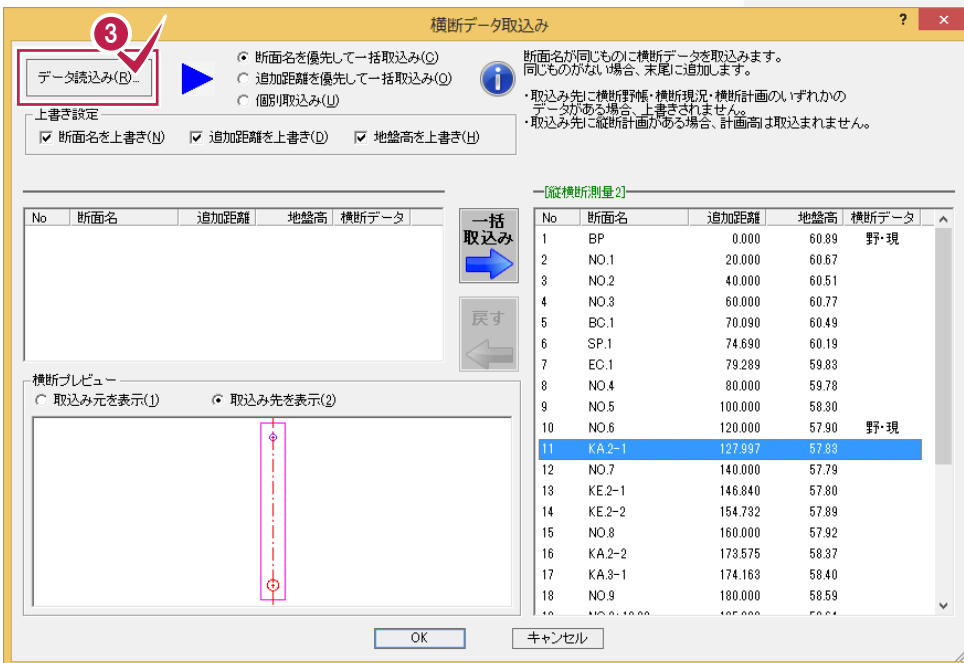 横断データ取込み
? ×
3
データ読込み(R)...
断面名を優先して一括取込み(C)
追加距離を優先して一括取込み(O)
個別取込み(U)
断面名が同じものに横断データを取込みます。
同じものがない場合、末尾に追加します。
・取込み先に横断野帳・横断現況・横断計画のいずれかの
データがある場合、上書きされません。
・取込み先に縦断計画がある場合、計画高は取込まれません。
上書き設定
断面名を上書き(N) 追加距離を上書き(D) 地盤高を上書き(H)
No 断面名 追加距離 地盤高 横断データ
一括
取込み
戻す
横断プレビュー
取込み元を表示(1) 取込み先を表示(2)
[縦横断測量2]
No 断面名 追加距離 地盤高 横断データ
1 BP 0.000 60.89 野・現
2 NO.1 20.000 60.67
3 NO.2 40.000 60.51
4 NO.3 60.000 60.77
5 BC.1 70.090 60.49
6 SP.1 74.690 60.19
7 EC.1 79.289 59.83
8 NO.4 80.000 59.78
9 NO.5 100.000 58.30
10 NO.6 120.000 57.90 野・現
11 KA.2-1 127.997 57.83
12 NO.7 140.000 57.79
13 KE.2-1 146.840 57.80
14 KE.2-2 154.732 57.89
15 NO.8 160.000 57.92
16 KA.2-2 173.575 58.37
17 KA.3-1 174.163 58.40
18 NO.9 180.000 58.59
OK キャンセル